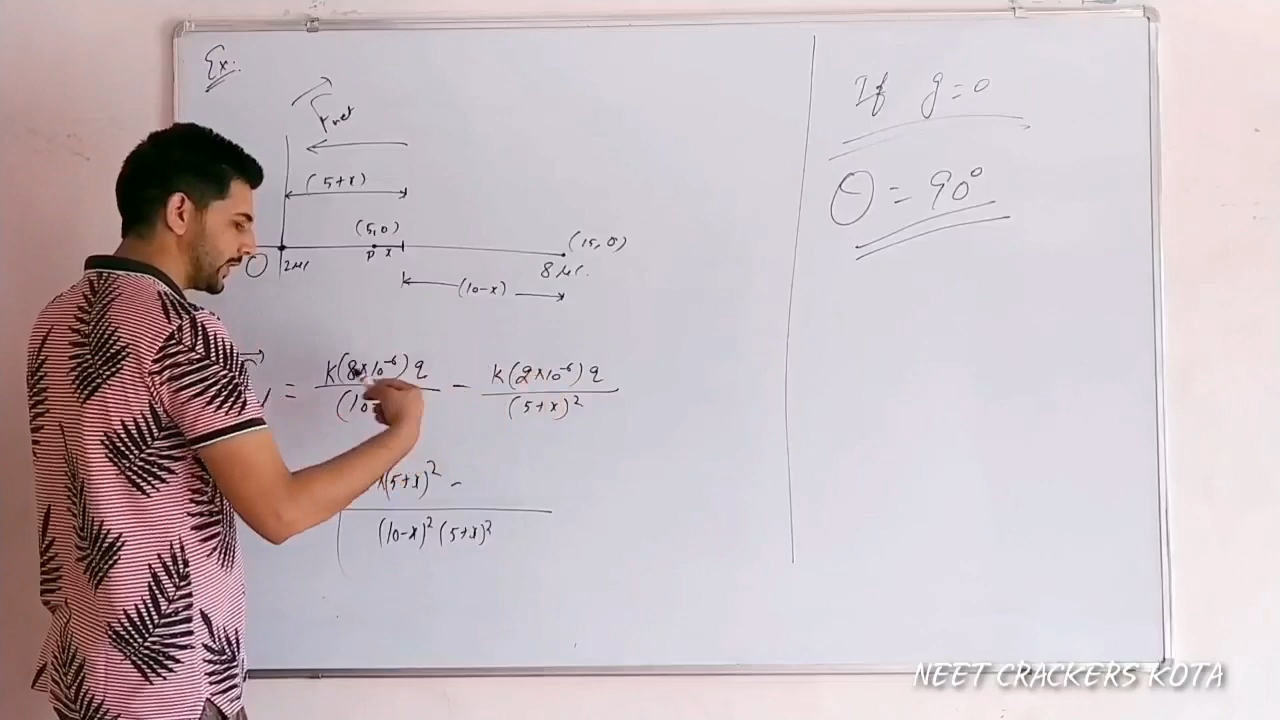 Ex:
Fnet
(5+x)
(5,0)
P x
(15,0)
O 2μc
8μc.
(10-x)
= K(8×10⁻⁶)q - K(2×10⁻⁶)q
(10 (5+x)²
(5+x)² -
(10-x)² (5+x)²
If g=0
θ = 90°
NEET CRACKERS KOTA